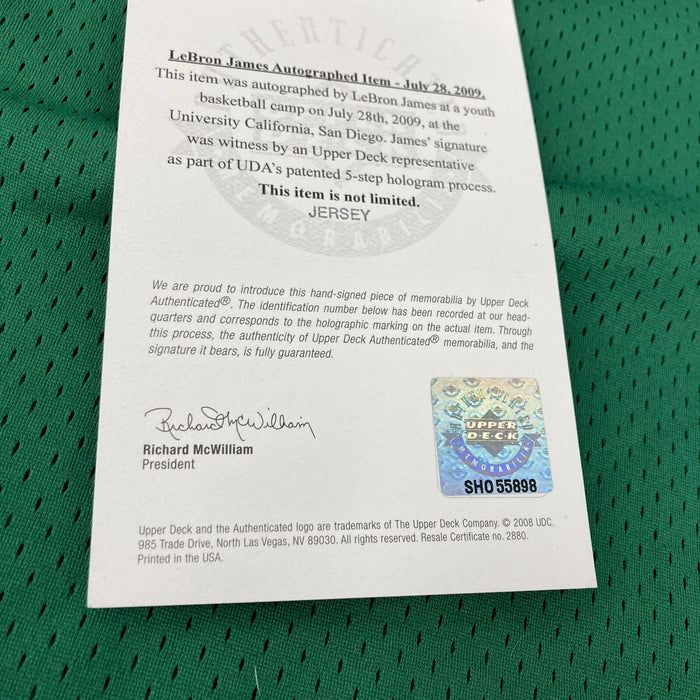 AUTHENTICATED
LeBron James Autographed Item - July 28, 2009.
This item was autographed by LeBron James at a youth
basketball camp on July 28th, 2009, at the
University California, San Diego. James' signature
was witness by an Upper Deck representative
as part of UDA's patented 5-step hologram process.
This item is not limited.
JERSEY
MEMORABILIA
We are proud to introduce this hand-signed piece of memorabilia by Upper Deck
Authenticated®. The identification number below has been recorded at our head-
quarters and corresponds to the holographic marking on the actual item. Through
this process, the authenticity of Upper Deck Authenticated® memorabilia, and the
signature it bears, is fully guaranteed.
Richard McWilliam
Richard McWilliam
President
AUTHENTICATED
UPPER
D·E·C·K
MEMORABILIA
SHO 55898
Upper Deck and the Authenticated logo are trademarks of The Upper Deck Company. © 2008 UDC.
985 Trade Drive, North Las Vegas, NV 89030. All rights reserved. Resale Certificate no. 2880.
Printed in the USA.